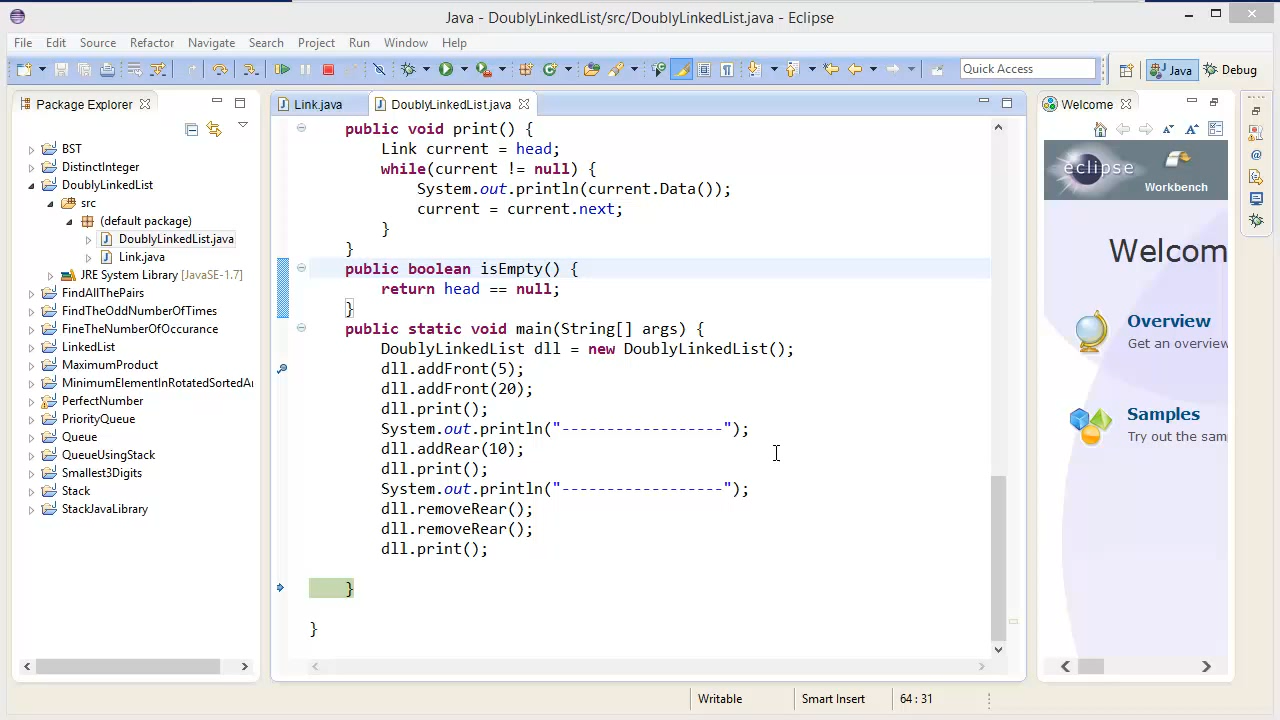 Java - DoublyLinkedList/src/DoublyLinkedList.java - Eclipse
File Edit Source Refactor Navigate Search Project Run Window Help
Quick Access
Java
Debug
Package Explorer
BST
DistinctInteger
DoublyLinkedList
src
(default package)
DoublyLinkedList.java
Link.java
JRE System Library [JavaSE-1.7]
FindAllThePairs
FindTheOddNumberOfTimes
FineTheNumberOfOccurance
LinkedList
MaximumProduct
MinimumElementInRotatedSortedAr
PerfectNumber
PriorityQueue
Queue
QueueUsingStack
Smallest3Digits
Stack
StackJavaLibrary
Link.java
DoublyLinkedList.java
public void print() {
Link current = head;
while(current != null) {
System.out.println(current.Data());
current = current.next;
}
}
public boolean isEmpty() {
return head == null;
}
public static void main(String[] args) {
DoublyLinkedList dll = new DoublyLinkedList();
dll.addFront(5);
dll.addFront(20);
dll.print();
System.out.println("------------------");
dll.addRear(10);
dll.print();
System.out.println("------------------");
dll.removeRear();
dll.removeRear();
dll.print();
}
}
Welcome
eclipse
Workbench
Welcom
Overview
Get an overview
Samples
Try out the sam
Writable
Smart Insert
64 : 31